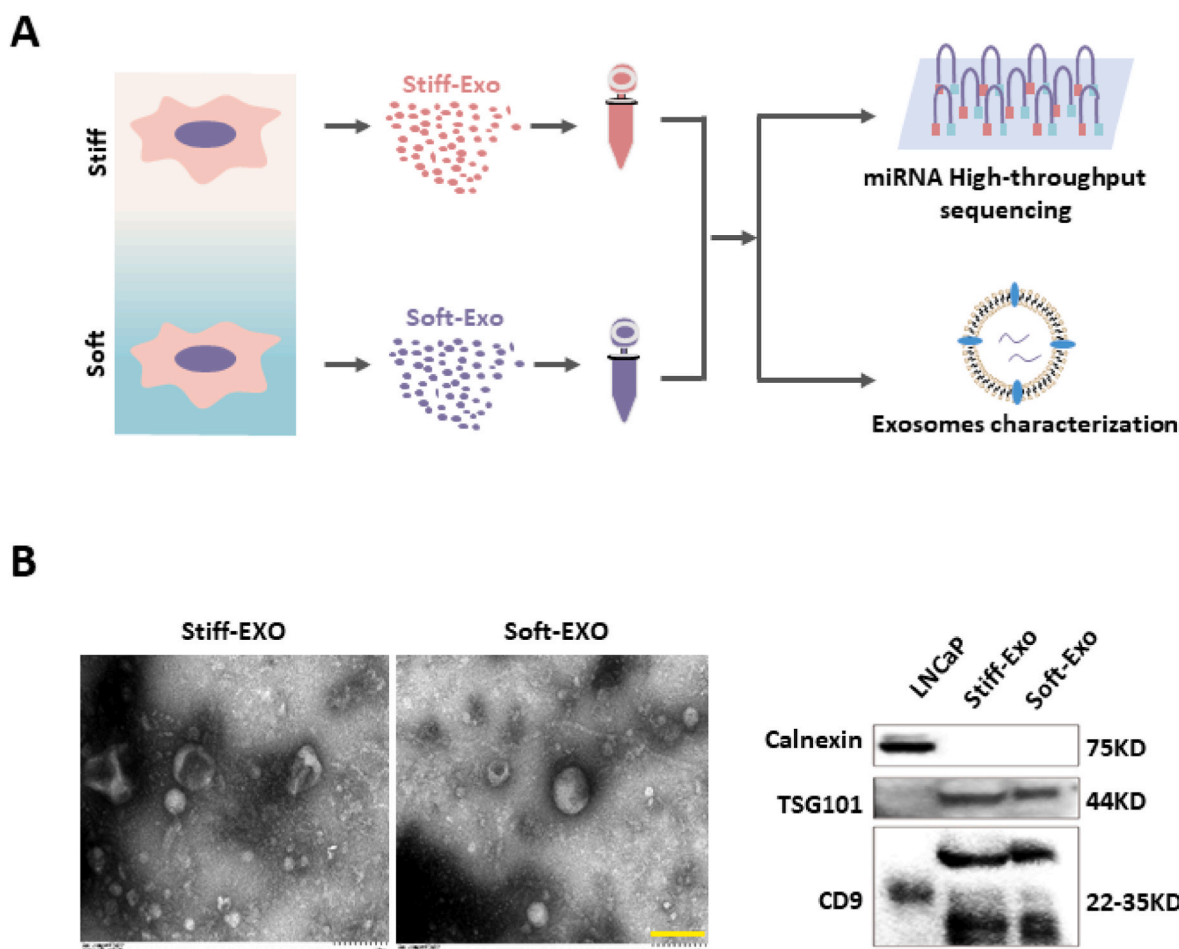 A
Stiff
Stiff-Exo
miRNA High-throughput
sequencing
Soft
Soft-Exo
Exosomes characterization
B
Stiff-EXO
Soft-EXO
LNCaP
Stiff-Exo
Soft-Exo
Calnexin
75KD
TSG101
44KD
CD9
22-35KD